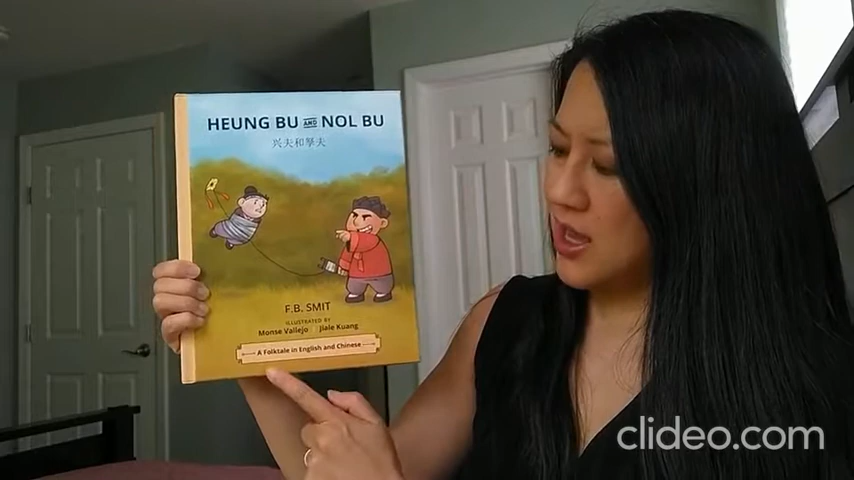 HEUNG BU AND NOL BU
兴夫和學夫
F.B. SMIT
ILLUSTRATED BY
Monse Vallejo Jiale Kuang
A Folktale in English and Chinese
clideo.com